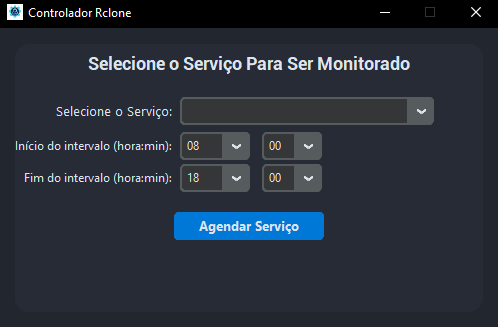 Controlador Rclone
Selecione o Serviço Para Ser Monitorado
Selecione o Serviço:
Início do intervalo (hora:min): 08 00
Fim do intervalo (hora:min): 18 00
Agendar Serviço